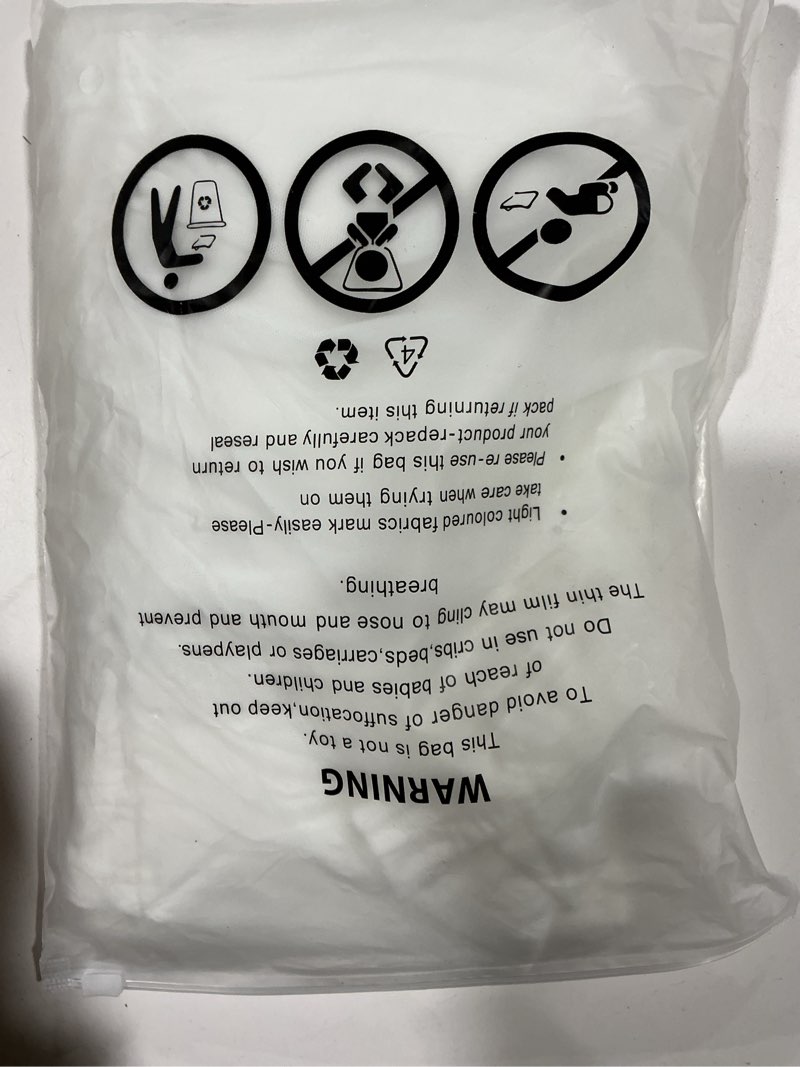 WARNING
This bag is not a toy.
To avoid danger of suffocation,keep out
of reach of babies and children.
Do not use in cribs,beds,carriages or playpens.
The thin film may cling to nose and mouth and prevent
breathing.
• Light coloured fabrics mark easily-Please
take care when trying them on
• Please re-use this bag if you wish to return
your product-repack carefully and reseal
pack if returning this item.
4